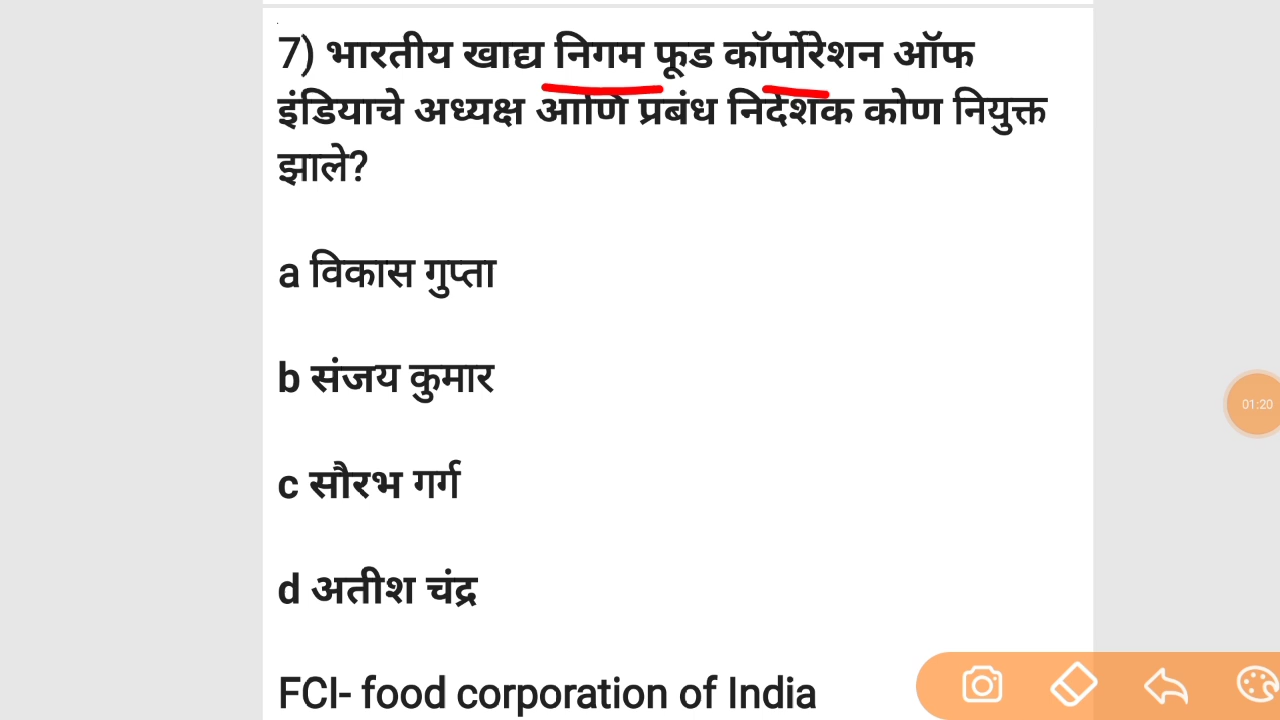 7) भारतीय खाद्य निगम फूड कॉर्पोरेशन ऑफ
इंडियाचे अध्यक्ष आणि प्रबंध निदेशक कोण नियुक्त
झाले?
a विकास गुप्ता
b संजय कुमार
c सौरभ गर्ग
d अतीश चंद्र
FCI- food corporation of India
01:20